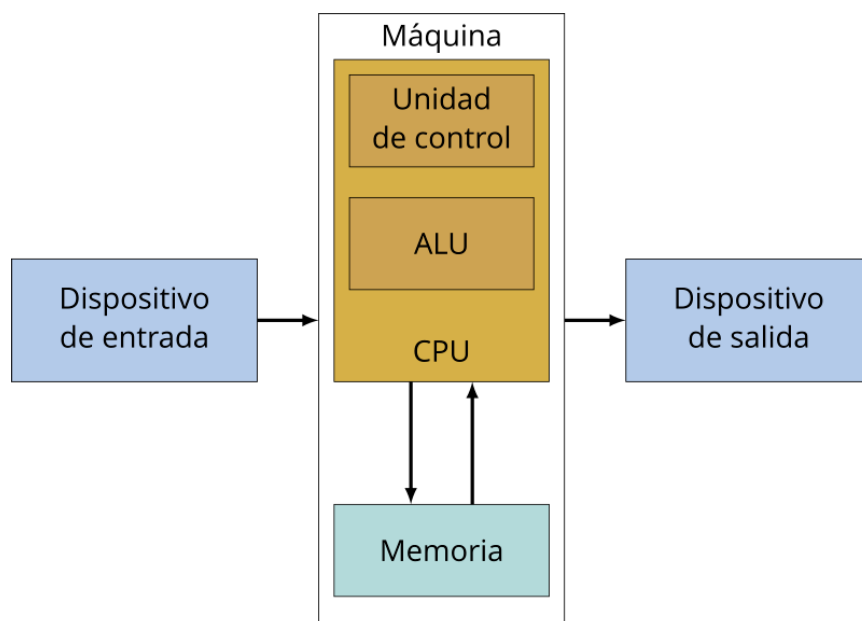 Máquina
Unidad
de control
ALU
Dispositivo
de entrada
Dispositivo
de salida
CPU
Memoria